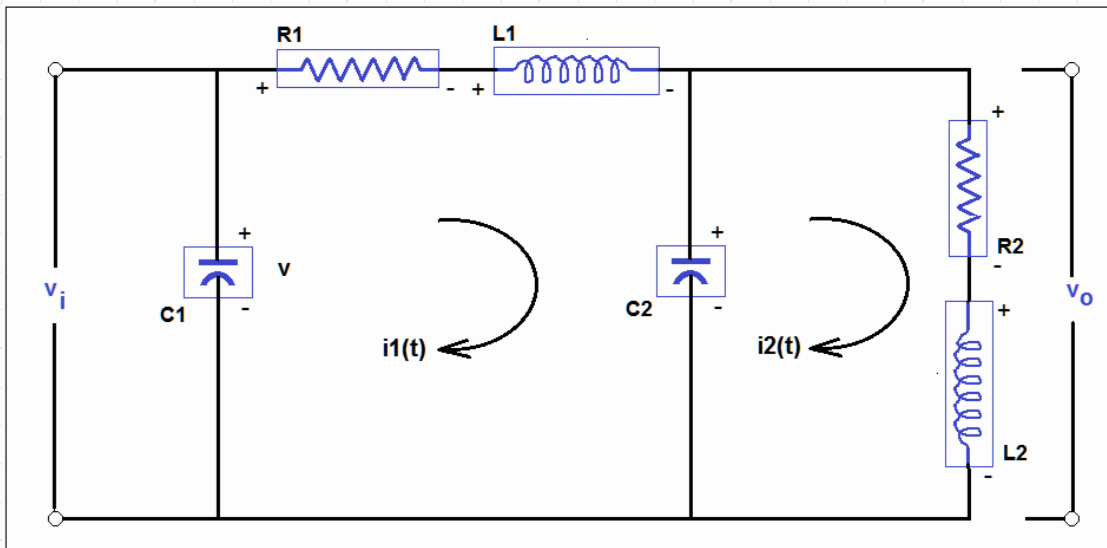 R1
L1
+
-
+
-
+
R2
-
+
L2
-
+
v
-
C1
+
C2
-
vi
i1(t)
i2(t)
vo